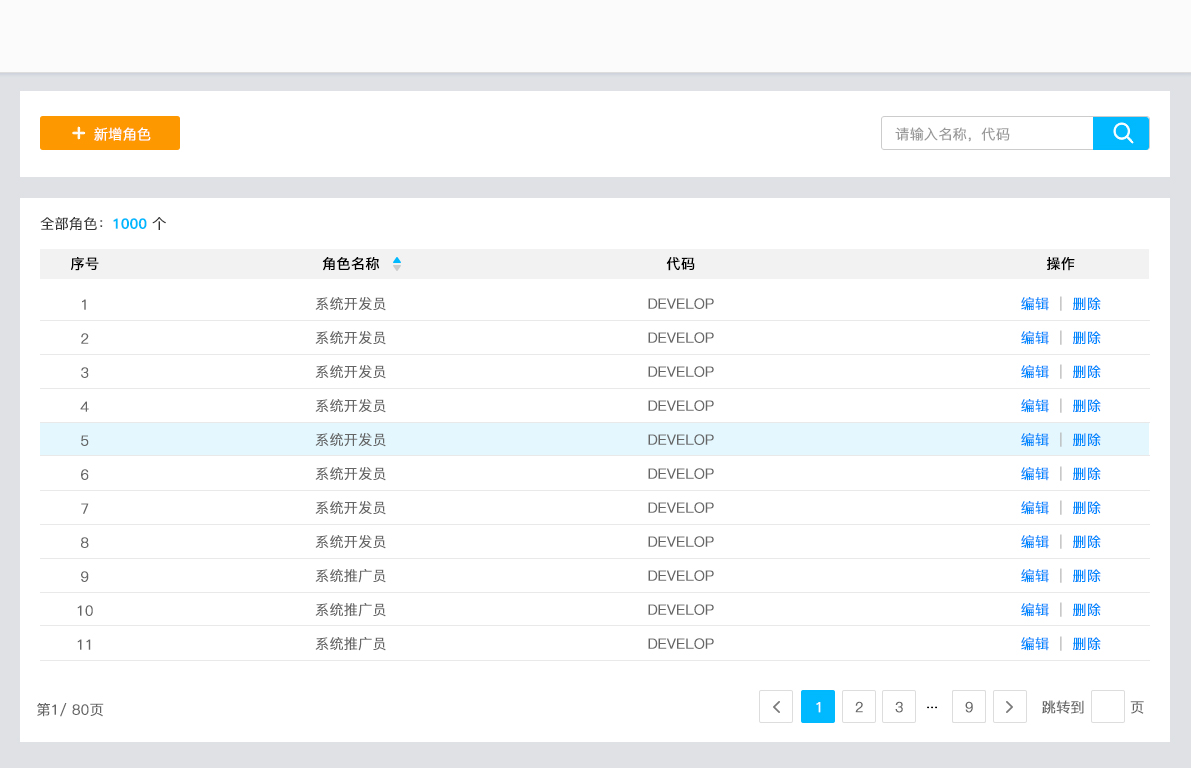 新增角色 请输入名称，代码
全部角色：1000 个
序号 角色名称 代码 操作
1 系统开发员 DEVELOP 编辑 | 删除
2 系统开发员 DEVELOP 编辑 | 删除
3 系统开发员 DEVELOP 编辑 | 删除
4 系统开发员 DEVELOP 编辑 | 删除
5 系统开发员 DEVELOP 编辑 | 删除
6 系统开发员 DEVELOP 编辑 | 删除
7 系统开发员 DEVELOP 编辑 | 删除
8 系统开发员 DEVELOP 编辑 | 删除
9 系统推广员 DEVELOP 编辑 | 删除
10 系统推广员 DEVELOP 编辑 | 删除
11 系统推广员 DEVELOP 编辑 | 删除
第1/ 80页 1 2 3 ··· 9 跳转到 页